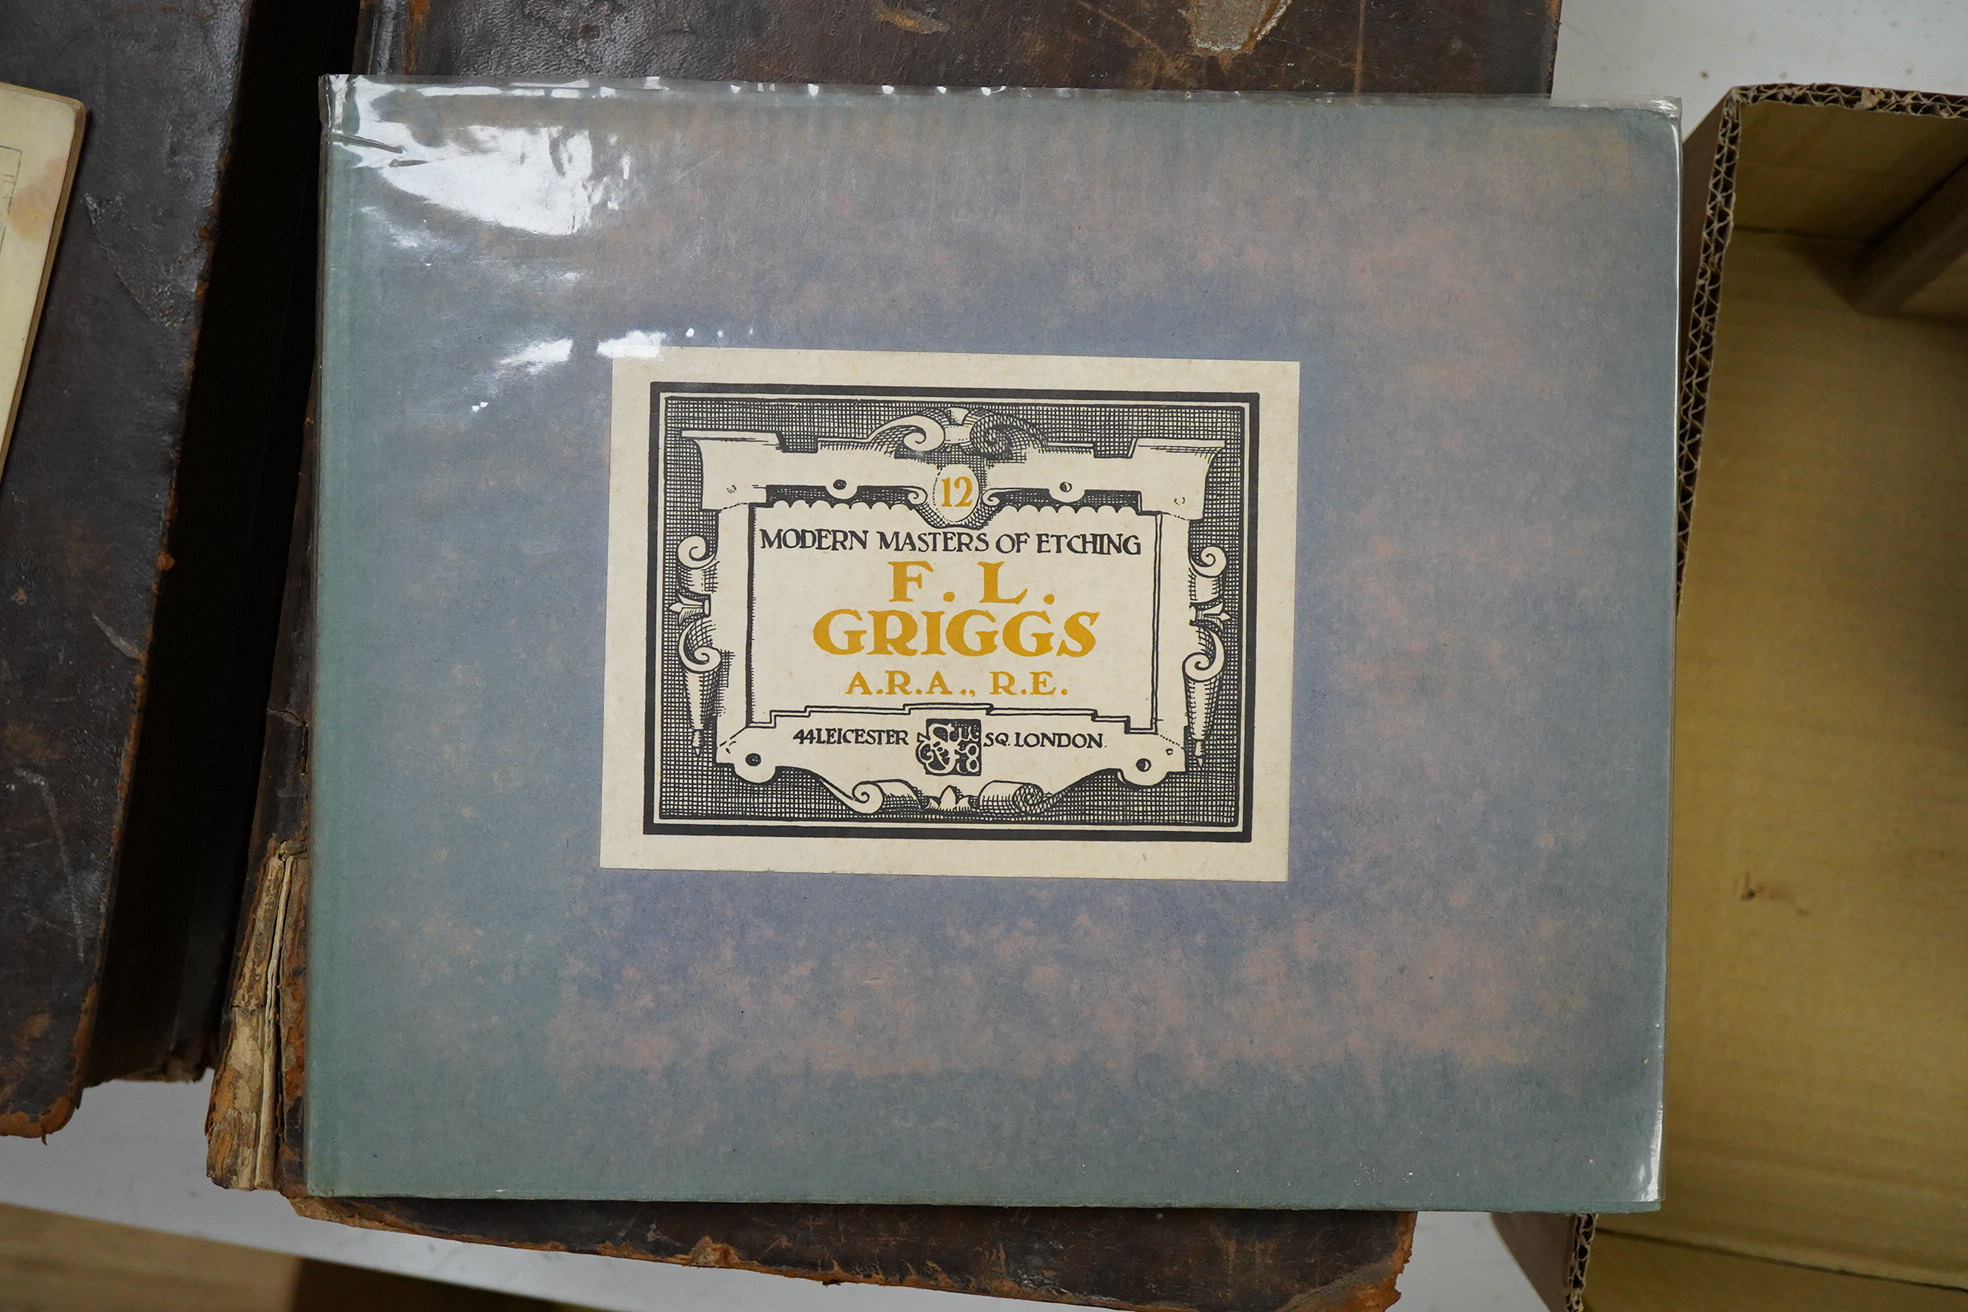 12
MODERN MASTERS OF ETCHING
F. L.
GRIGGS
A.R.A., R.E.
44 LEICESTER SQ. LONDON.